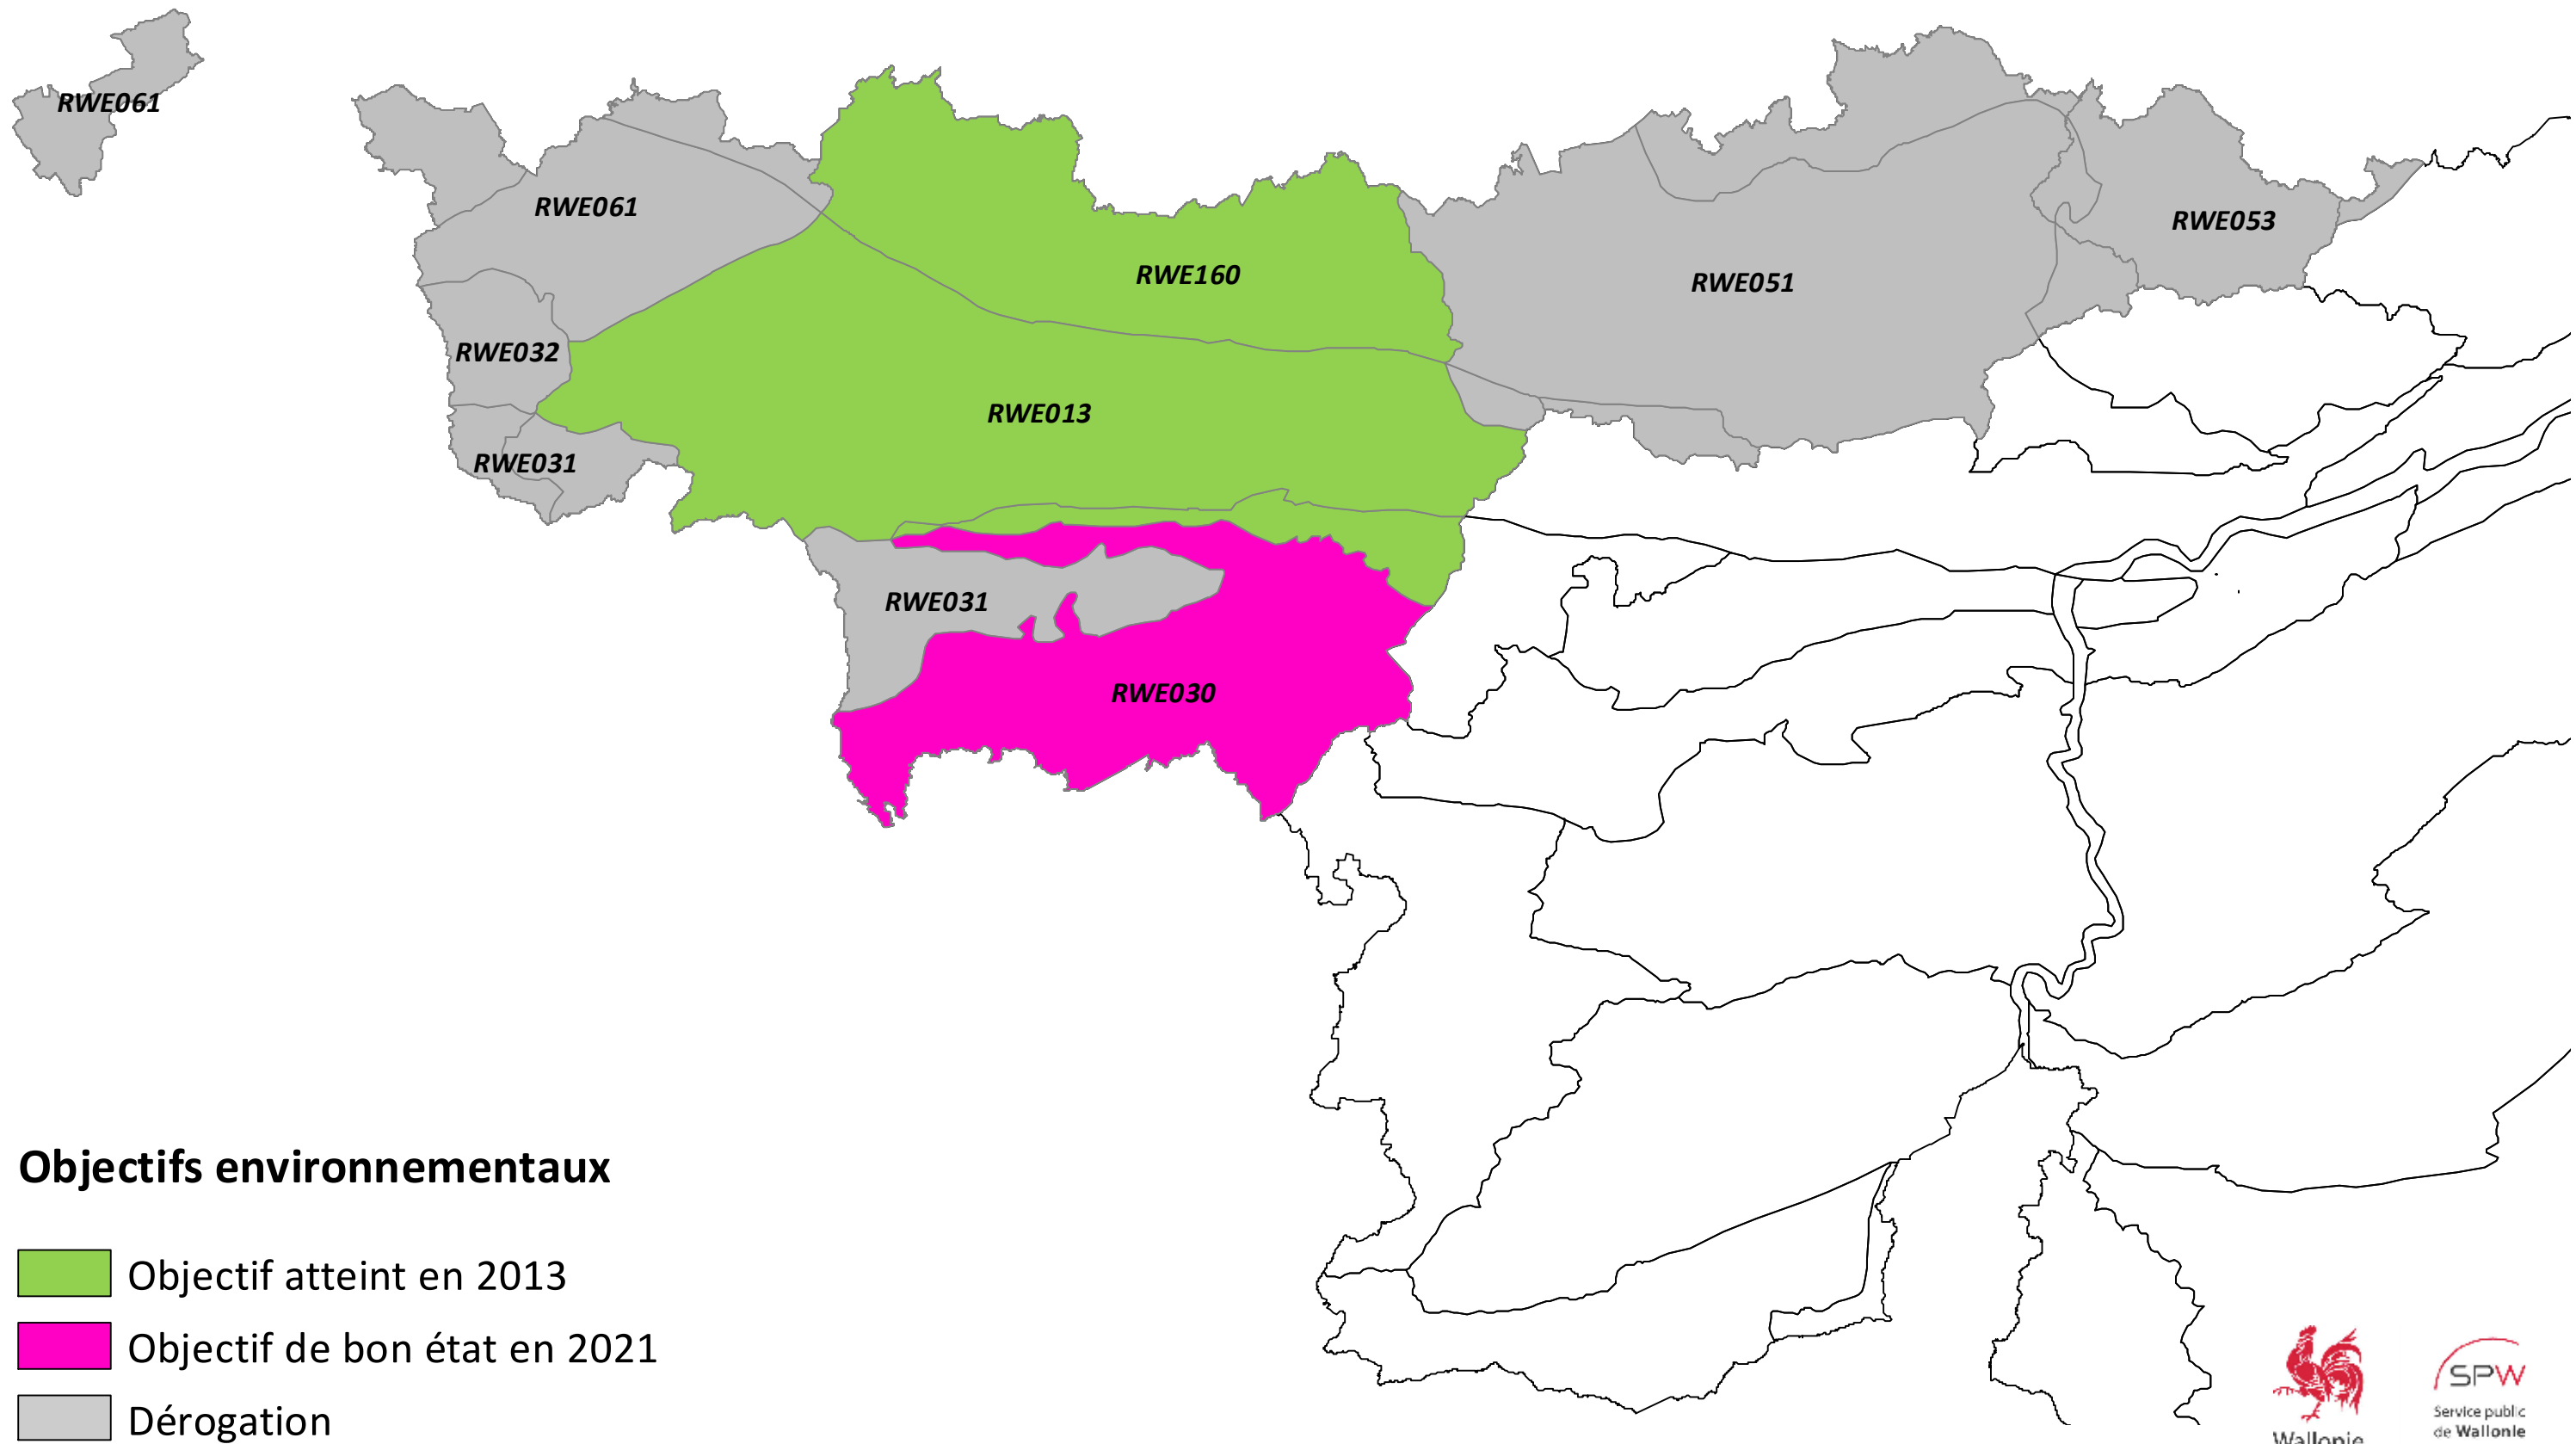 RWE061
RWE061
RWE053
RWE160
RWE051
RWE032
RWE013
RWE031
RWE031
RWE030
Objectifs environnementaux
Objectif atteint en 2013
Objectif de bon état en 2021
Dérogation
Wallonie
SPW
Service public
de Wallonie